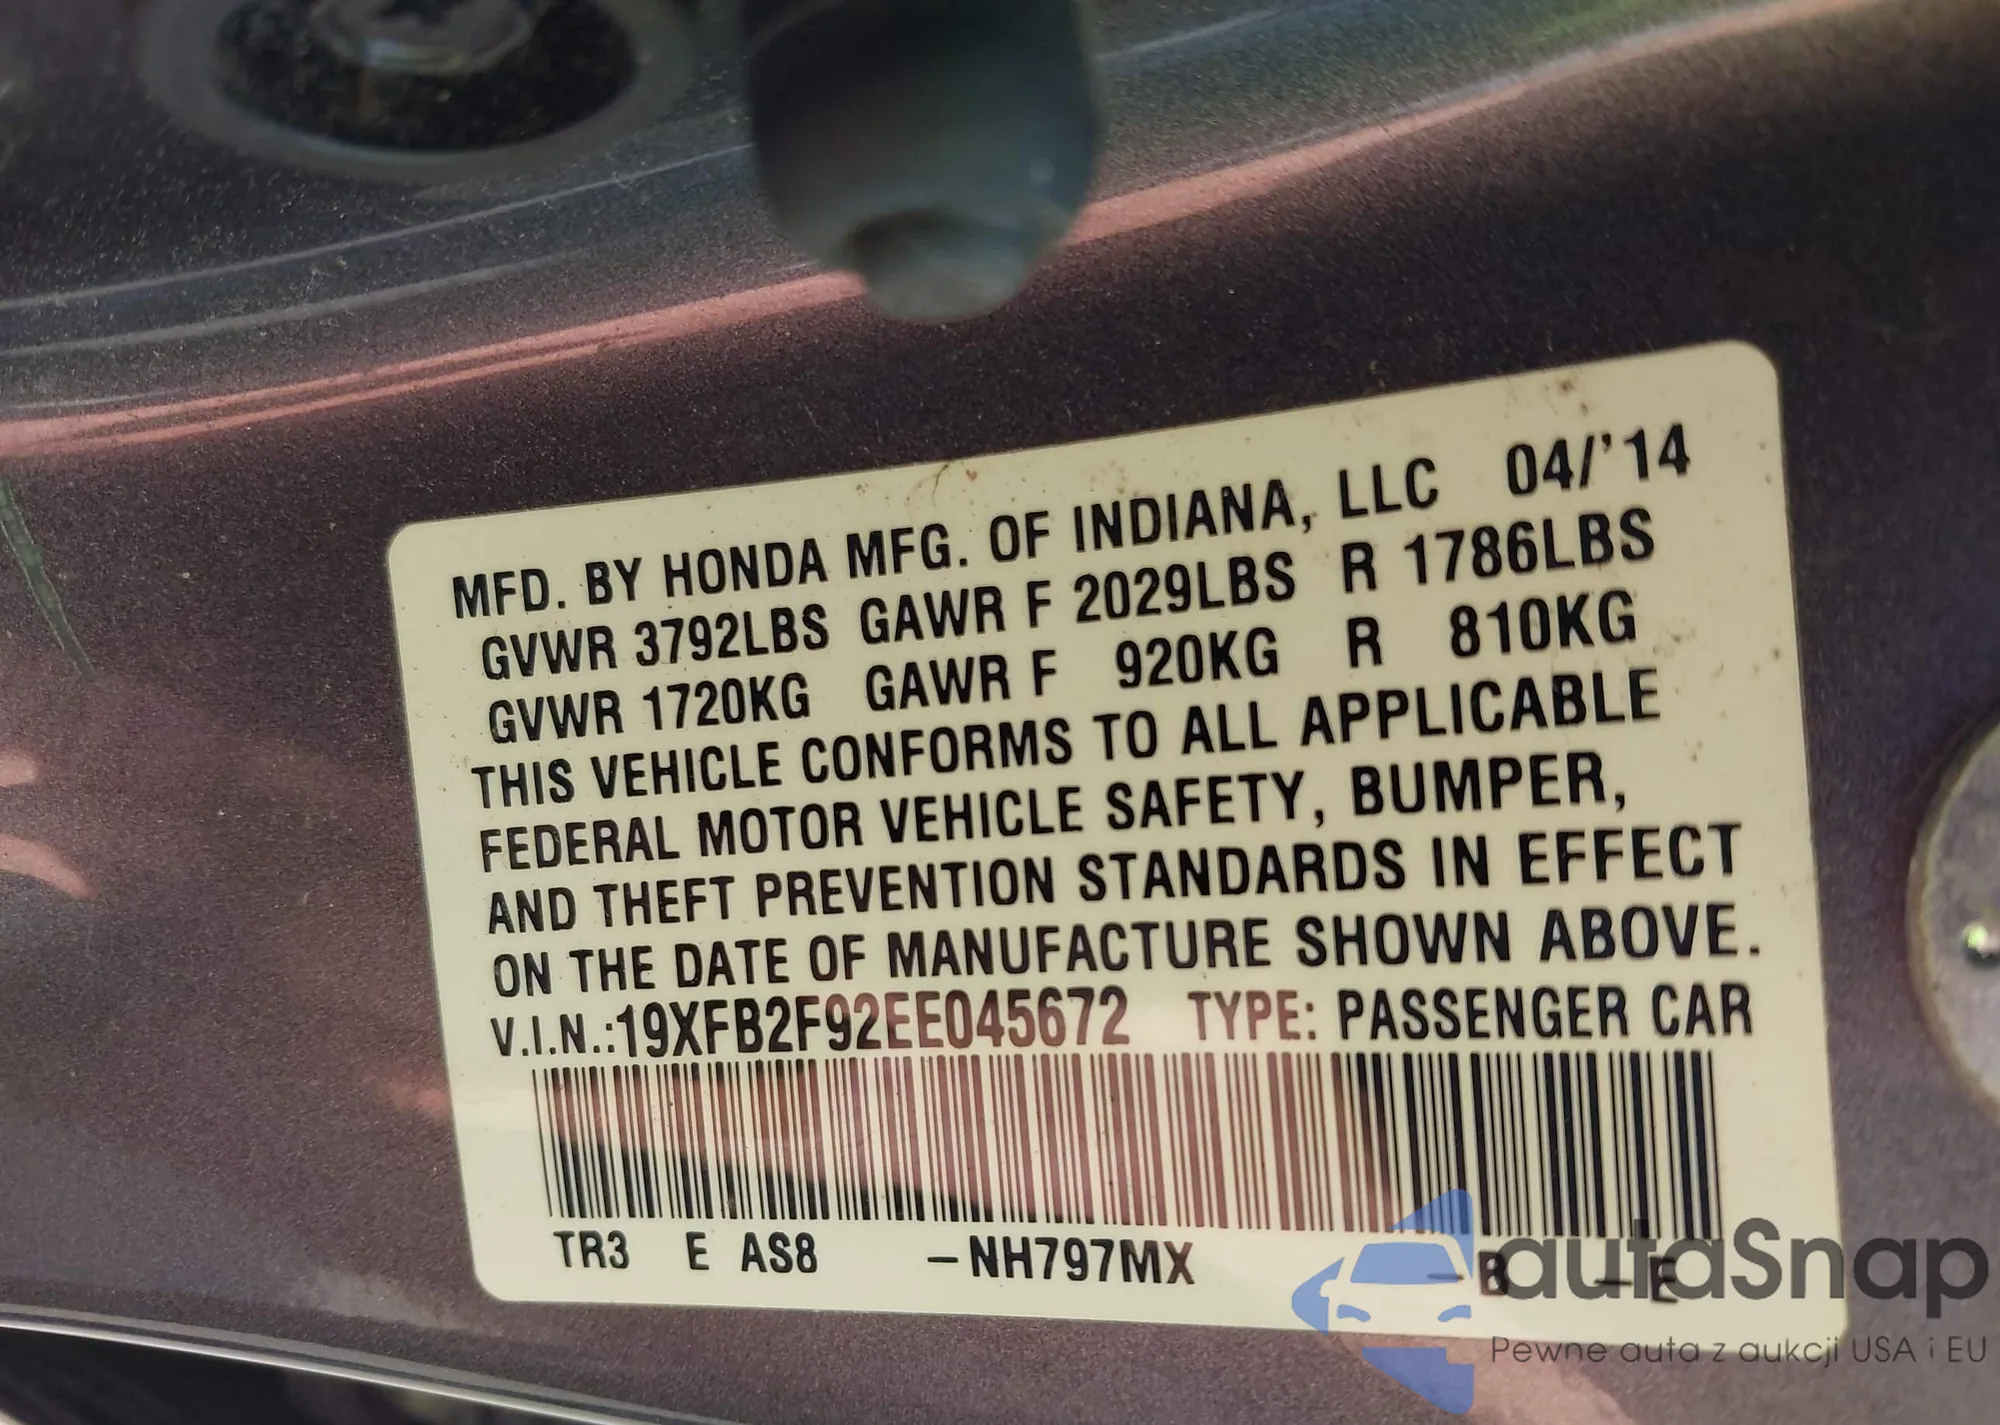 MFD. BY HONDA MFG. OF INDIANA, LLC 04/'14
GVWR 3792LBS GAWR F 2029LBS R 1786LBS
GVWR 1720KG GAWR F 920KG R 810KG
THIS VEHICLE CONFORMS TO ALL APPLICABLE
FEDERAL MOTOR VEHICLE SAFETY, BUMPER,
AND THEFT PREVENTION STANDARDS IN EFFECT
ON THE DATE OF MANUFACTURE SHOWN ABOVE.
V.I.N.:19XFB2F92EE045672 TYPE: PASSENGER CAR
TR3 E AS8 -NH797MX -B -E
autaSnap
Pewne auta z aukcji USA i EU